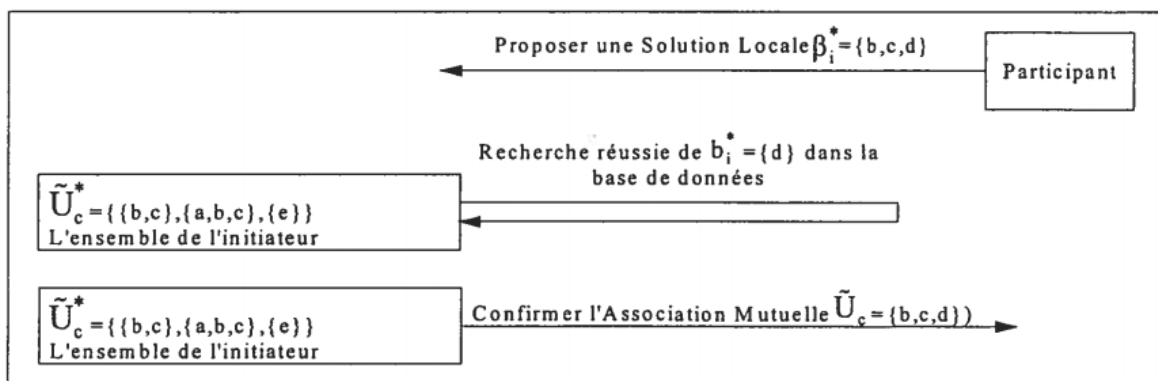 Proposer une Solution Locale β̲ᵢ* = {b,c,d}
Participant
Recherche réussie de bᵢ* = {d} dans la
base de données
Ũ꜀* = {{b,c},{a,b,c},{e}}
L'ensemble de l'initiateur
Ũ꜀* = {{b,c},{a,b,c},{e}}
L'ensemble de l'initiateur
Confirmer l'Association Mutuelle Ũ꜀ = {b,c,d})